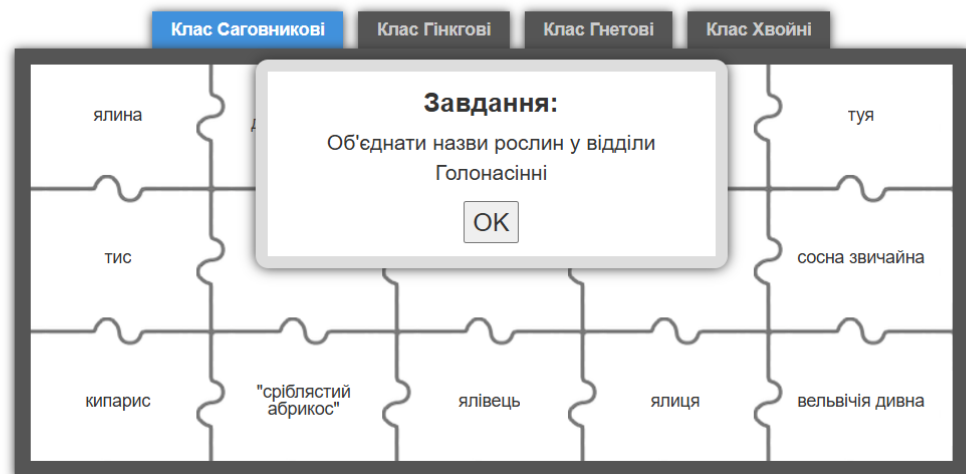 Клас Саговникові
Клас Гінкгові
Клас Гнетові
Клас Хвойні
ялина
туя
Завдання:
Об'єднати назви рослин у відділи
Голонасінні
OK
тис
сосна звичайна
кипарис
"сріблястий
абрикос"
ялівець
ялиця
вельвічія дивна